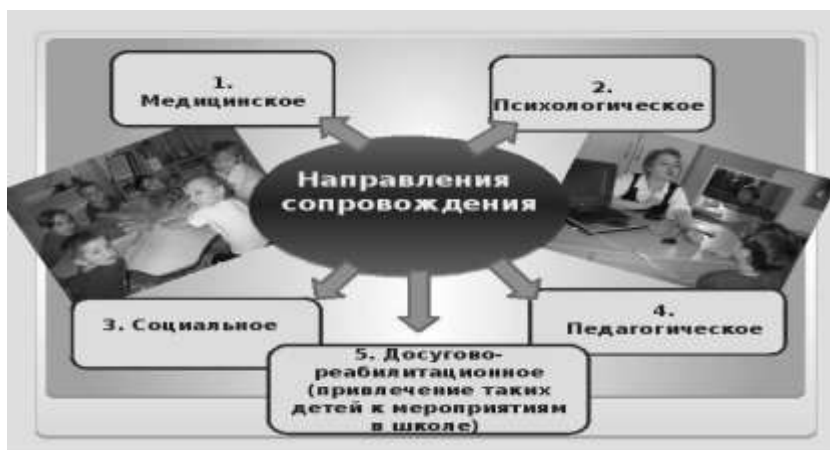 1.
Медицинское
2.
Психологическое
Направления
сопровождения
3. Социальное
4.
Педагогическое
5. Досугово-
реабилитационное
(привлечение таких
детей к мероприятиям
в школе)